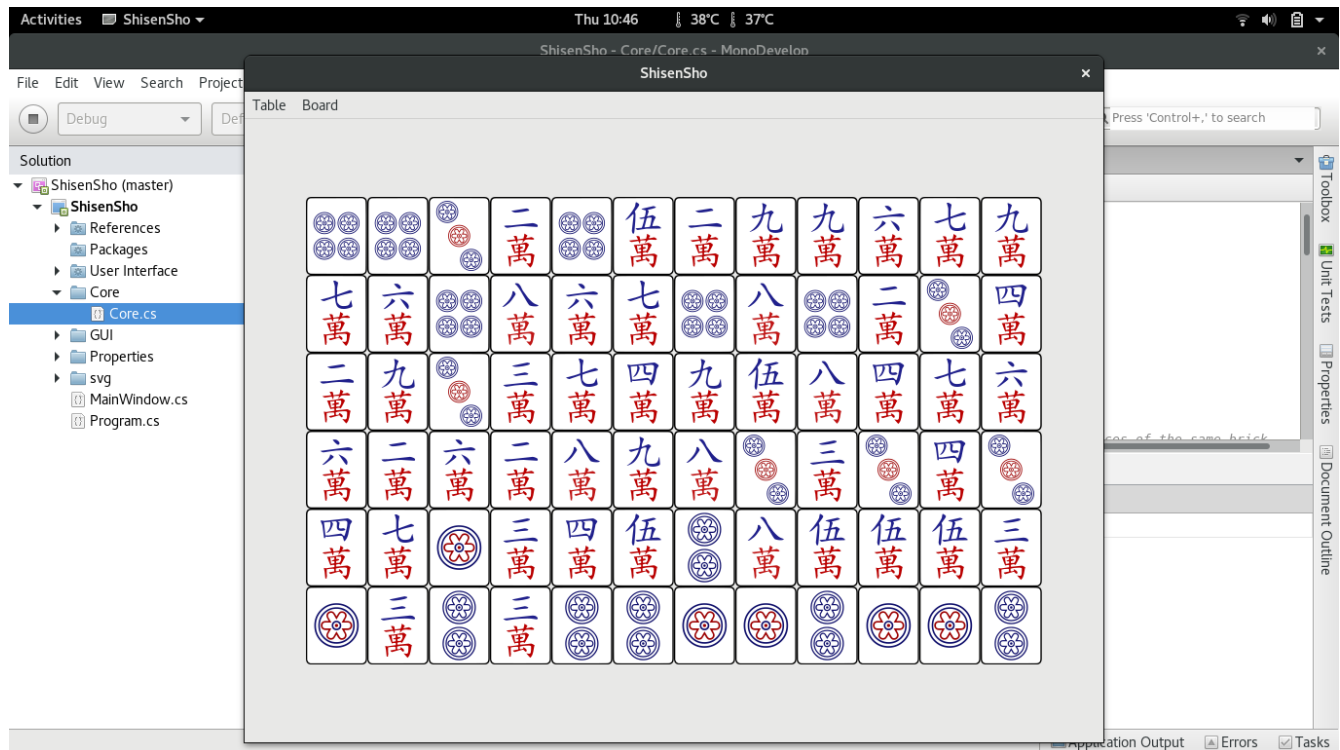 Activities ShisenSho Thu 10:46 38°C 37°C
ShisenSho - Core/Core.cs - MonoDevelop
ShisenSho
File Edit View Search Project
Table Board
Debug Def
Press 'Control+,' to search
Solution
ShisenSho (master)
ShisenSho
References
Packages
User Interface
Core
Core.cs
GUI
Properties
svg
MainWindow.cs
Program.cs
二 伍 二 九 九 六 七 九
萬 萬 萬 萬 萬 萬 萬 萬
七 六 八 六 七 八 二 四
萬 萬 萬 萬 萬 萬 萬 萬
二 九 三 七 四 九 伍 八 四 七 六
萬 萬 萬 萬 萬 萬 萬 萬 萬 萬 萬
六 二 六 二 八 九 八 三 四
萬 萬 萬 萬 萬 萬 萬 萬 萬
四 七 三 四 伍 八 伍 伍 伍 三
萬 萬 萬 萬 萬 萬 萬 萬 萬 萬
三 三
萬 萬
Toolbox
Unit Tests
Properties
Document Outline
of the same brick
Application Output Errors Tasks